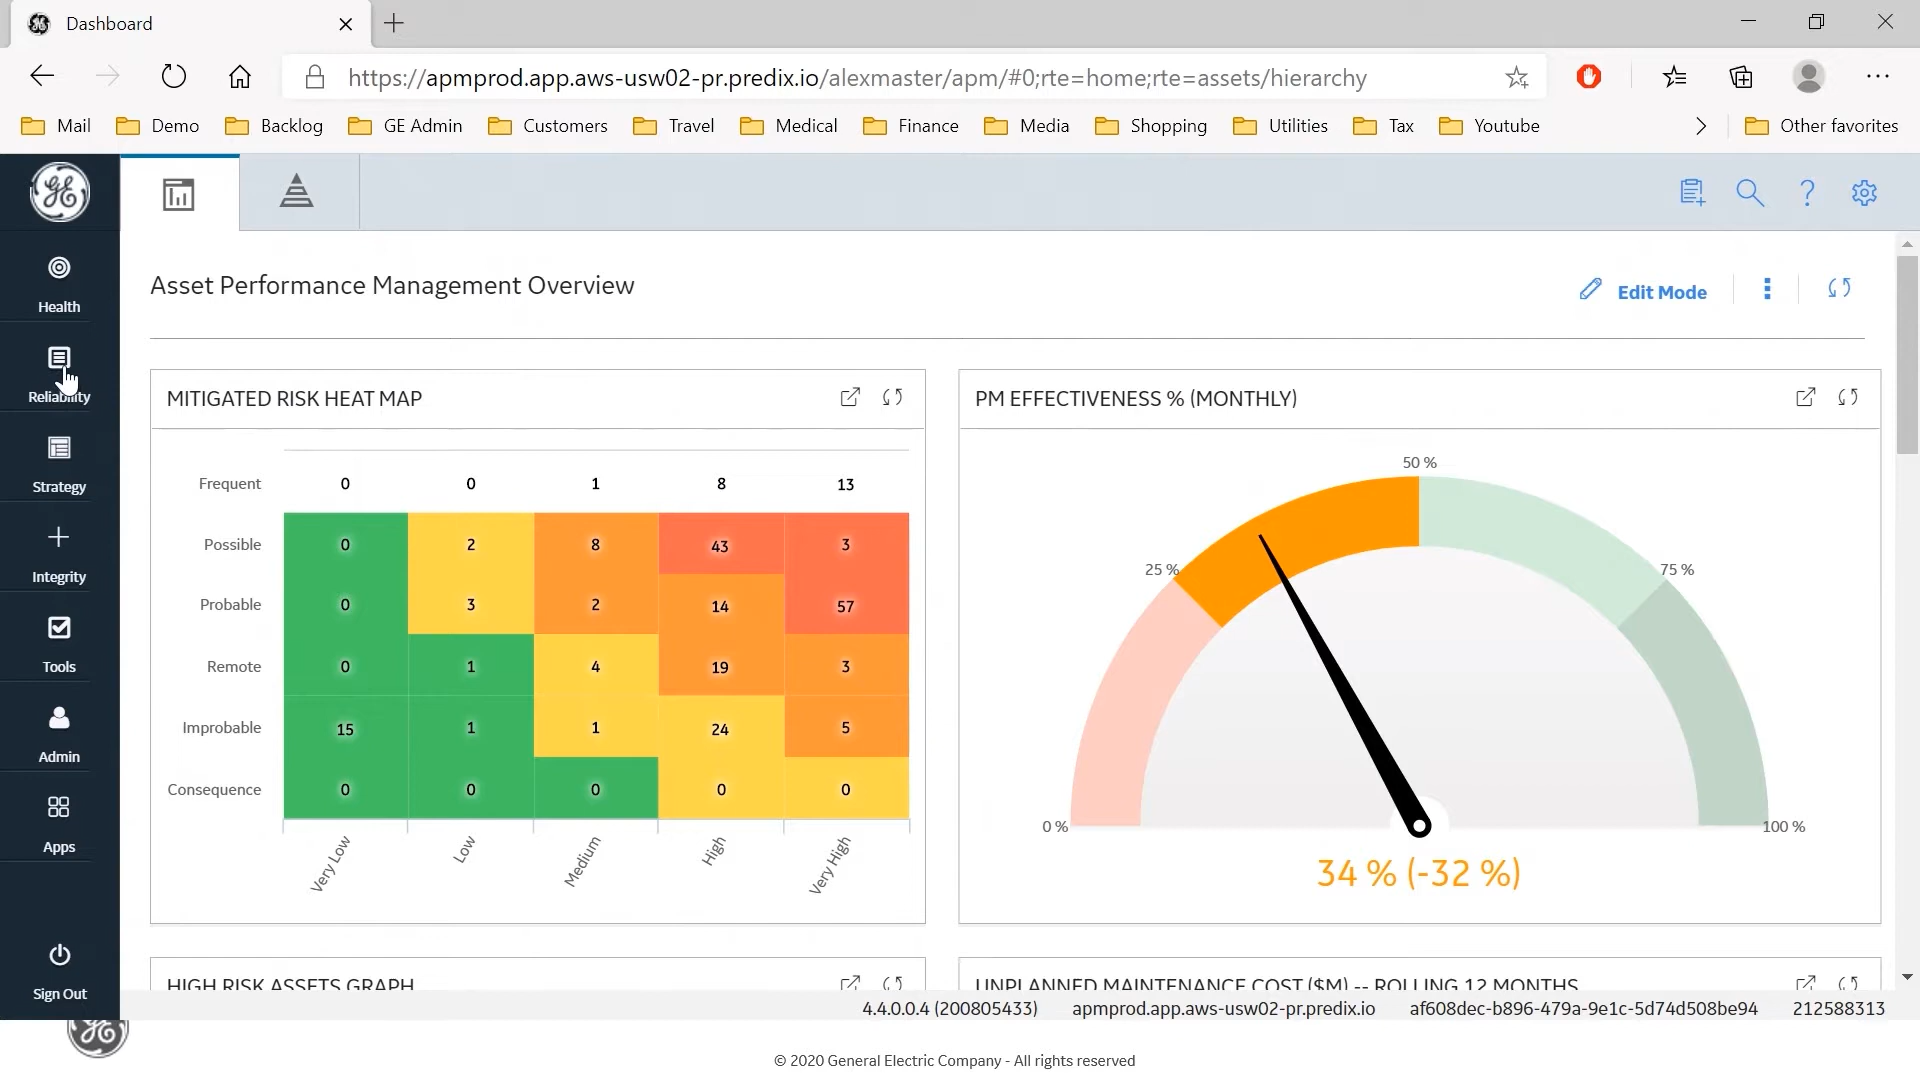 Dashboard
https://apmprod.app.aws-usw02-pr.predix.io/alexmaster/apm/#0;rte=home;rte=assets/hierarchy
Mail Demo Backlog GE Admin Customers Travel Medical Finance Media Shopping Utilities Tax Youtube Other favorites
Health
Reliability
Strategy
Integrity
Tools
Admin
Apps
Sign Out
Asset Performance Management Overview
Edit Mode
MITIGATED RISK HEAT MAP
Frequent 0 0 1 8 13
Possible 0 2 8 43 3
Probable 0 3 2 14 57
Remote 0 1 4 19 3
Improbable 15 1 1 24 5
Consequence 0 0 0 0 0
Very Low Low Medium High Very High
PM EFFECTIVENESS % (MONTHLY)
50 %
25 % 75 %
0 % 100 %
34 % (-32 %)
HIGH RISK ASSETS GRAPH
UNPLANNED MAINTENANCE COST ($M) -- ROLLING 12 MONTHS
4.4.0.0.4 (200805433) apmprod.app.aws-usw02-pr.predix.io af608dec-b896-479a-9e1c-5d74d508be94 212588313
© 2020 General Electric Company - All rights reserved